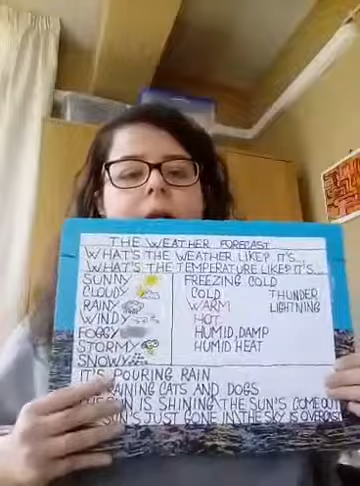 THE WEATHER FORECAST
WHAT'S THE WEATHER LIKE? IT'S...
WHAT'S THE TEMPERATURE LIKE? IT'S...
SUNNY
CLOUDY
RAINY
WINDY
FOGGY
STORMY
SNOWY
FREEZING COLD
COLD
WARM
HOT
HUMID, DAMP
HUMID HEAT
THUNDER
LIGHTNING
IT'S POURING RAIN
RAINING CATS AND DOGS
SUN IS SHINING THE SUN'S COME OUT
SUN'S JUST GONE IN THE SKY IS OVERCAST